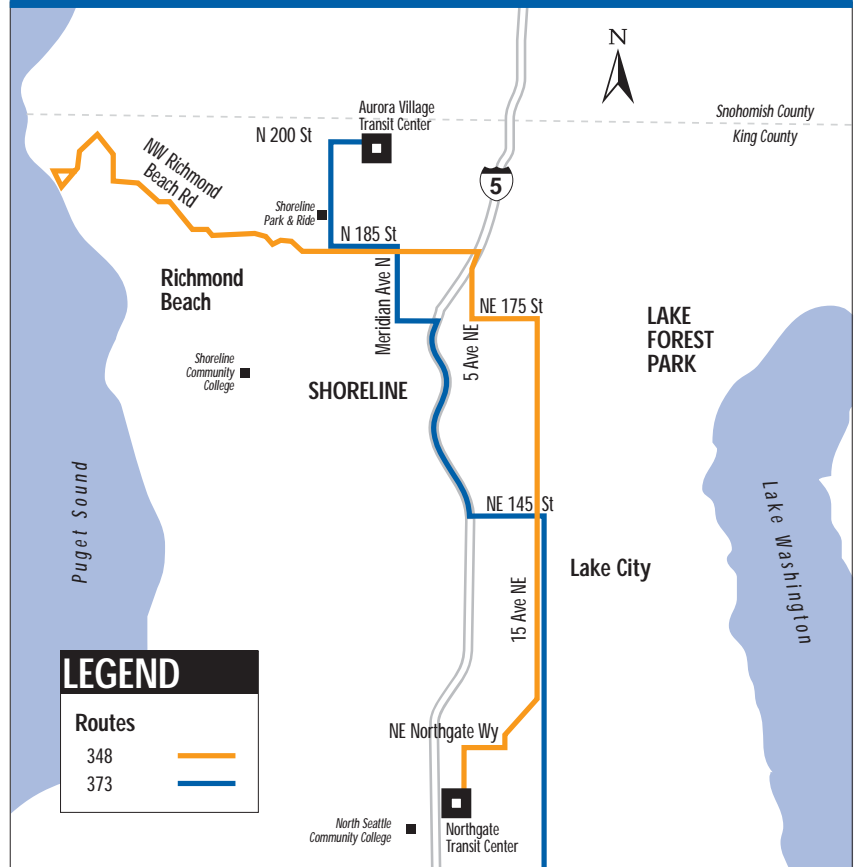 N
Snohomish County
King County
Aurora Village
Transit Center
N 200 St
NW Richmond
Beach Rd
5
Shoreline
Park & Ride
N 185 St
Richmond
Beach
Meridian Ave N
5 Ave NE
NE 175 St
LAKE
FOREST
PARK
Shoreline
Community
College
SHORELINE
Puget Sound
NE 145 St
Lake Washington
Lake City
15 Ave NE
LEGEND
Routes
348
373
NE Northgate Wy
North Seattle
Community College
Northgate
Transit Center